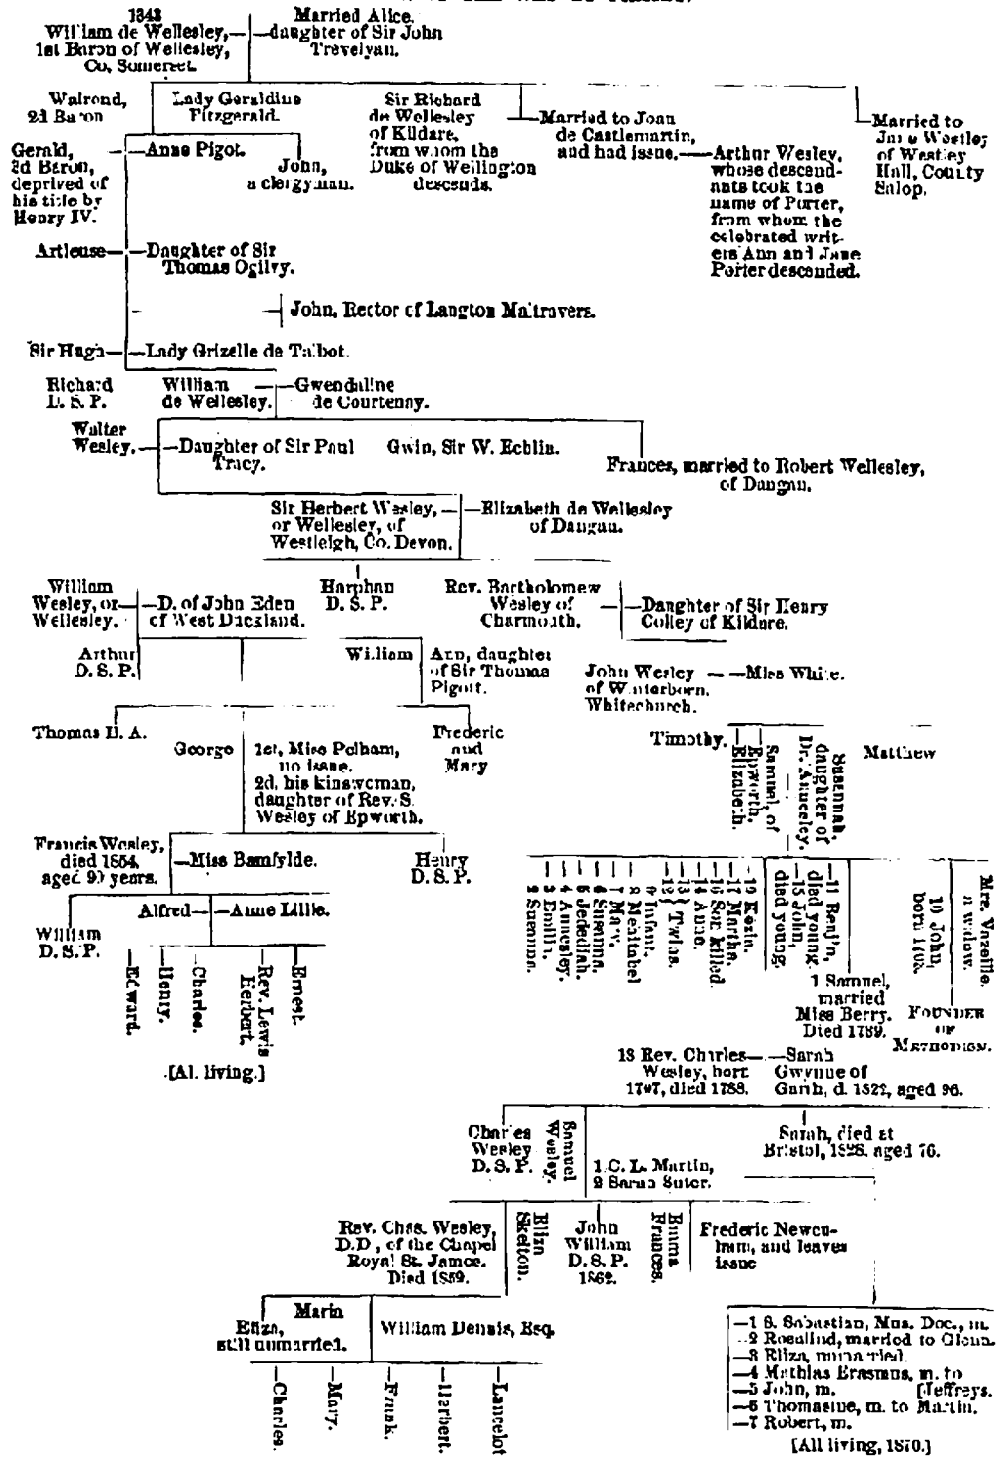 1343
William de Wellesley,
1st Baron of Wellesley,
Co. Somerset.
Married Alice,
daughter of Sir John
Trevelyan.
Walrond,
2d Baron
Lady Geraldine
Fitzgerald.
Sir Richard
de Wellesley
of Kildare,
from whom the
Duke of Wellington
descends.
Married to Joan
de Castlemartin,
and had issue.
Arthur Wesley,
whose descend-
ants took the
name of Porter,
from whom the
celebrated writ-
ers Ann and Jane
Porter descended.
Married to
Jane Westley
of Westley
Hall, County
Salop.
Gerald,
3d Baron,
deprived of
his title by
Henry IV.
Anne Pigot.
John,
a clergyman.
Artleuse
Daughter of Sir
Thomas Ogilvy.
John, Rector of Langton Maltravers.
Sir Hugh
Lady Grizelle de Talbot.
Richard
D. S. P.
William
de Wellesley.
Gwendaline
de Courtenay.
Walter
Wesley.
Daughter of Sir Paul
Tracy.
Gwin, Sir W. Echlin.
Frances, married to Robert Wellesley,
of Dangan.
Sir Herbert Wesley,
or Wellesley, of
Westleigh, Co. Devon.
Elizabeth de Wellesley
of Dangan.
William
Wesley, or
Wellesley.
D. of John Eden
of West Dackland.
Harphan
D. S. P.
Rev. Bartholomew
Wesley of
Charmouth.
Daughter of Sir Henry
Colley of Kildare.
Arthur
D. S. P.
William
Ann, daughter
of Sir Thomas
Pigott.
John Wesley
of Winterborn,
Whitechurch.
Miss White.
Thomas
George
1st, Miss Pelham,
no issue.
2d, his kinswoman,
daughter of Rev. S.
Wesley of Epworth.
Frederic
and
Mary
Timothy.
Elizabeth.
Samuel, of
Epworth.
Susannah,
daughter of
Dr. Annesley.
Matthew
Francis Wesley,
died 1854,
aged 90 years.
Miss Bamfylde.
Henry
D. S. P.
William
D. S. P.
Alfred
Anne Lillie.
Edward.
Henry.
Charles.
Rev. Lewis
Herbert.
Ernest.
[All living.]
2 Susanna.
3 Emilia.
4 Annesley.
5 Jedediah.
6 Susanna.
7 Mary.
8 Mehitabel
9 Infant.
12
13 } Twins.
14 Anne.
16 Son killed.
17 Martha.
19 Kezia.
15 John,
died young.
11 Benj'n,
died young.
1 Samuel,
married
Miss Berry.
Died 1789.
10 John,
born 1703.
Mrs. Vazeille,
a widow.
FOUNDER
OF
METHODISM.
18 Rev. Charles
Wesley, born
1707, died 1788.
Sarah
Gwynne of
Garth, d. 1822, aged 96.
Charles
Wesley
D. S. P.
Samuel
Wesley.
1 C. L. Martin,
2 Sarah Suter.
Sarah, died at
Bristol, 1828, aged 76.
Rev. Chas. Wesley,
D.D., of the Chapel
Royal St. James.
Died 1859.
Eliza
Skelton.
John
William
D. S. P.
1862.
Emma
Frances.
Frederic Newen-
ham, and leaves
issue
Eliza,
still unmarried.
Maria
William Dennis, Esq.
Charles.
Mary.
Frank.
Herbert.
Lancelot
1 S. Sebastian, Mus. Doc., m.
2 Rosalind, married to Glenn.
3 Eliza, unmarried.
4 Mathias Erasmus, m. to
5 John, m. [Jeffreys.
6 Thomasine, m. to Martin.
7 Robert, m.
[All living, 1870.]